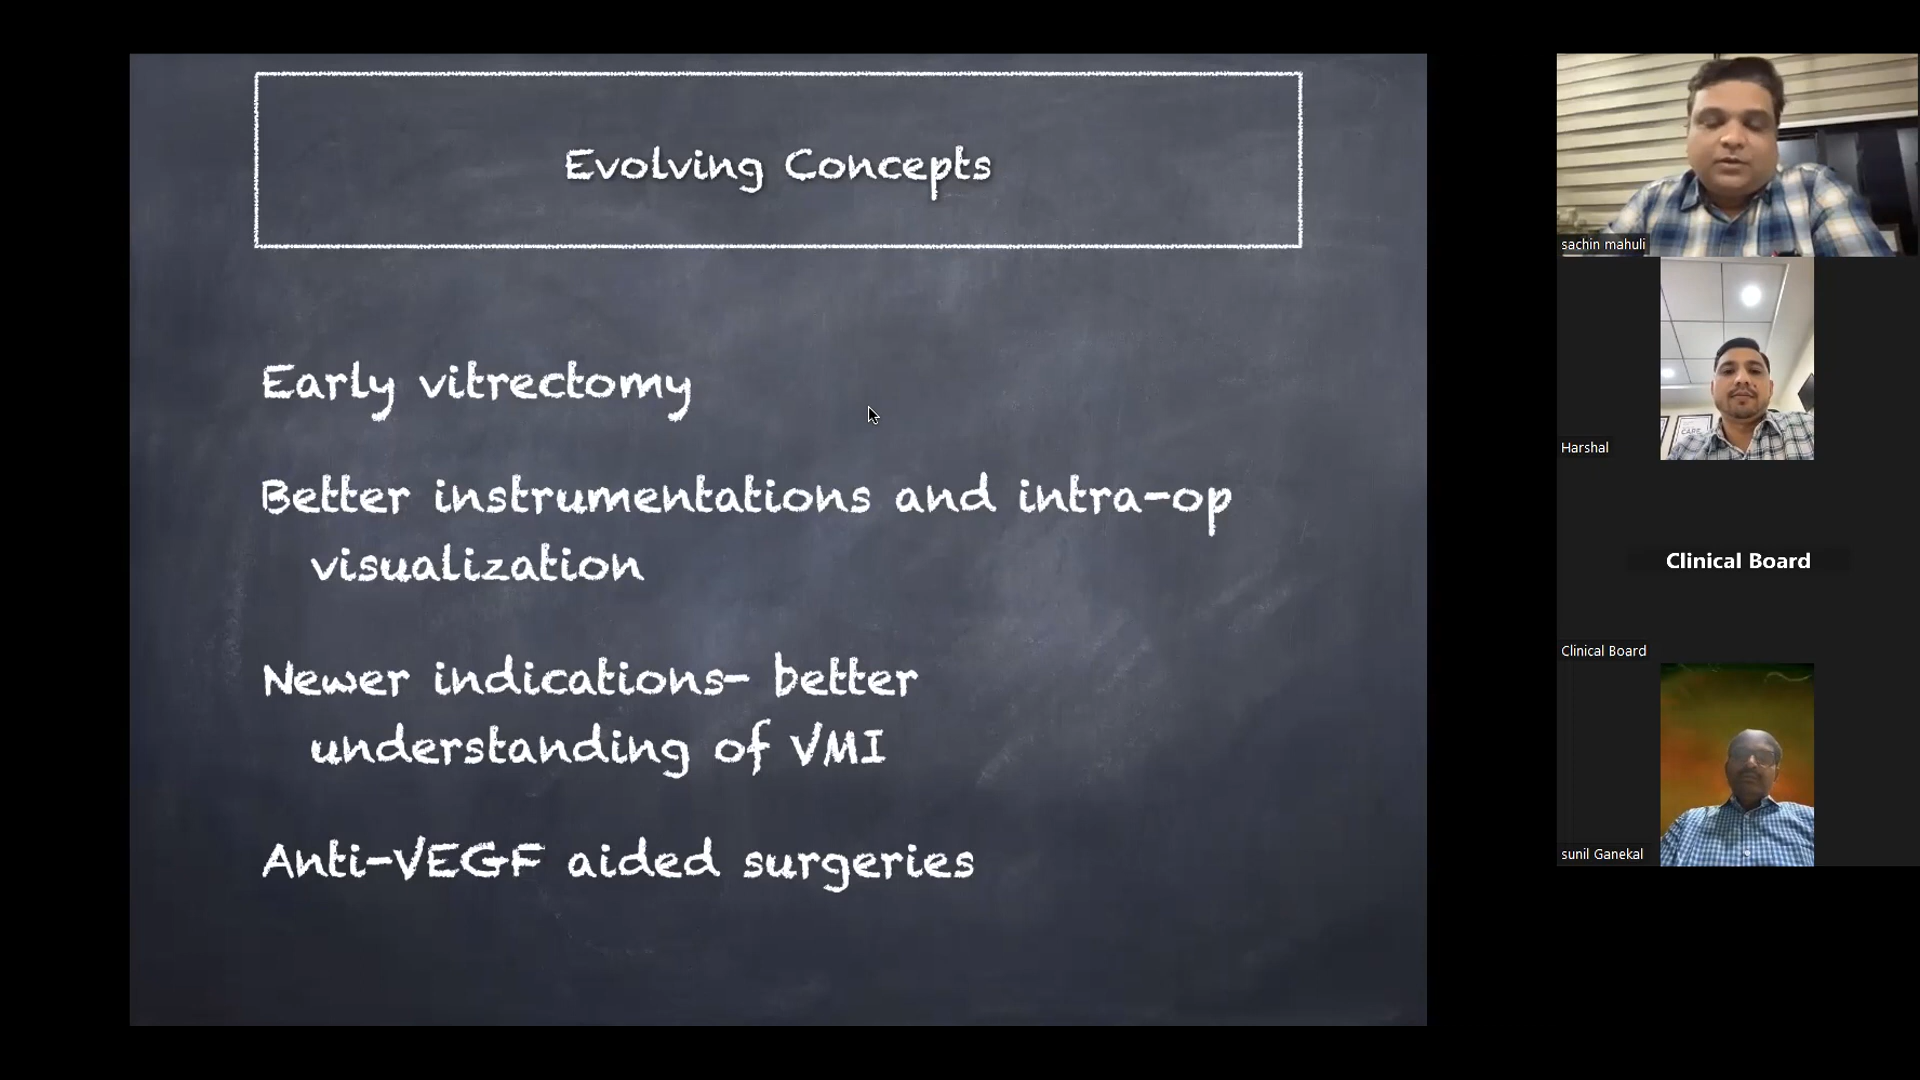 Evolving Concepts
Early vitrectomy
Better instrumentations and intra-op
visualization
Newer indications- better
understanding of VMI
Anti-VEGF aided surgeries
sachin mahuli
CARE
Harshal
Clinical Board
Clinical Board
sunil Ganekal